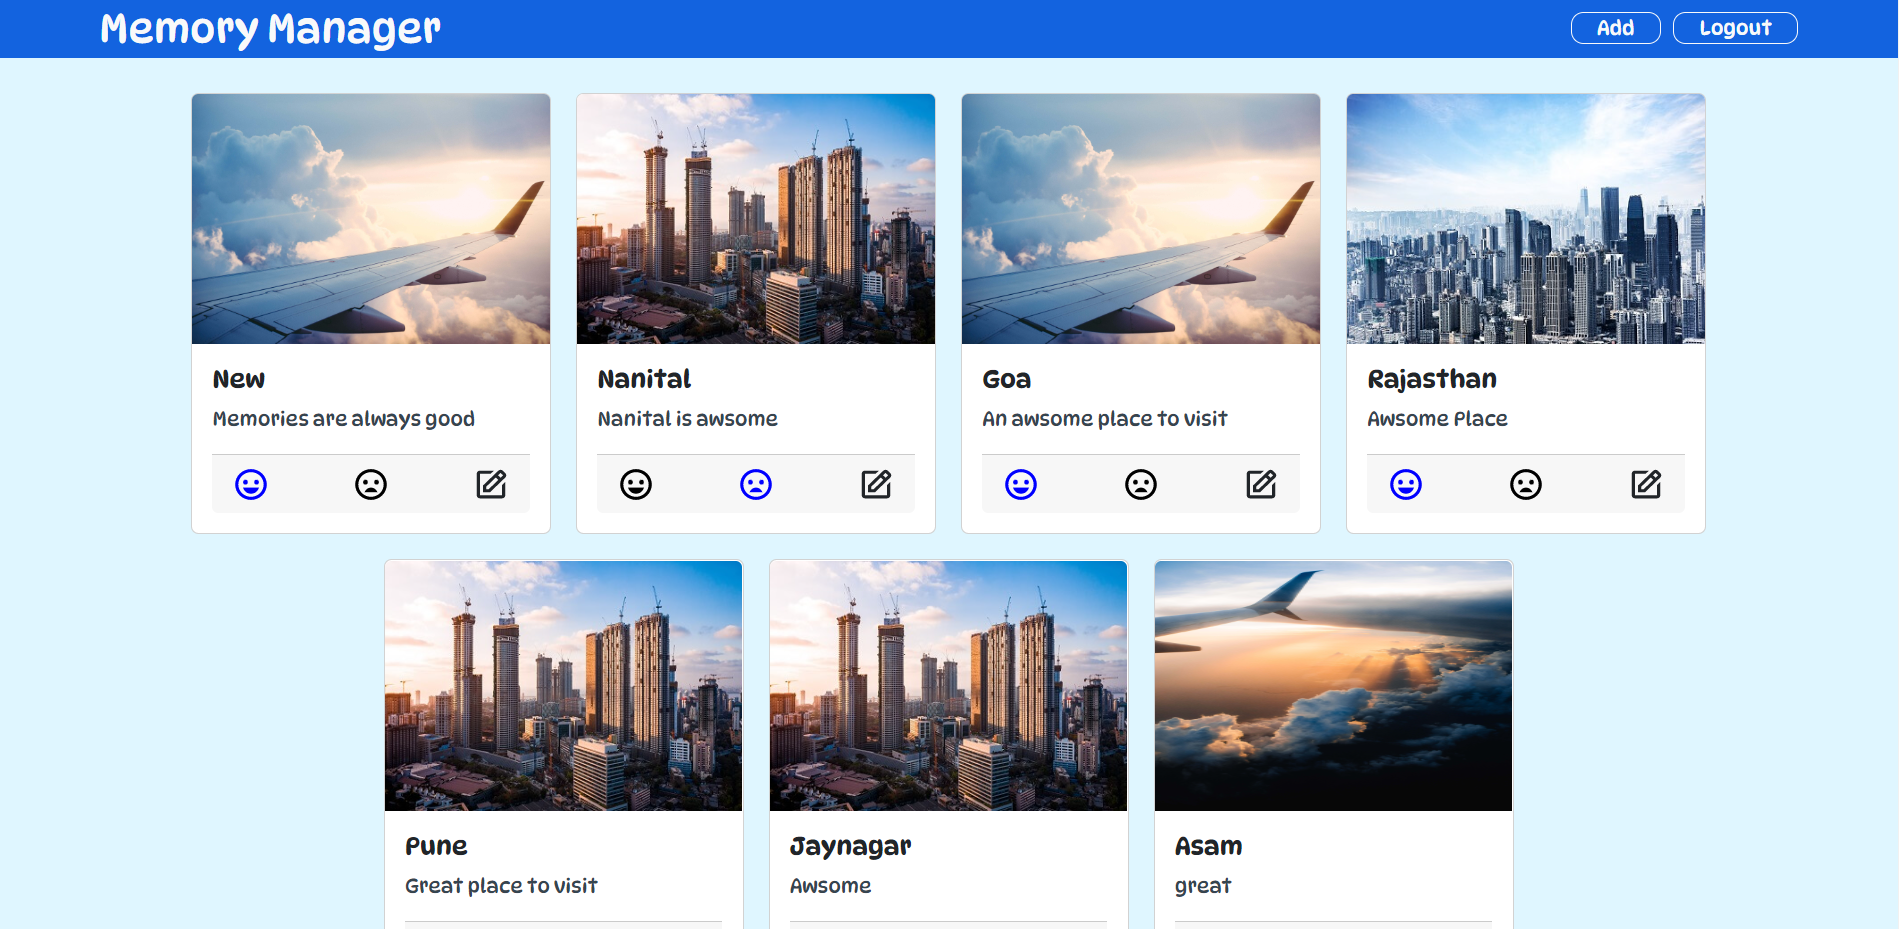 Memory Manager
Add
Logout
New
Memories are always good
Nanital
Nanital is awsome
Goa
An awsome place to visit
Rajasthan
Awsome Place
Pune
Great place to visit
Jaynagar
Awsome
Asam
great